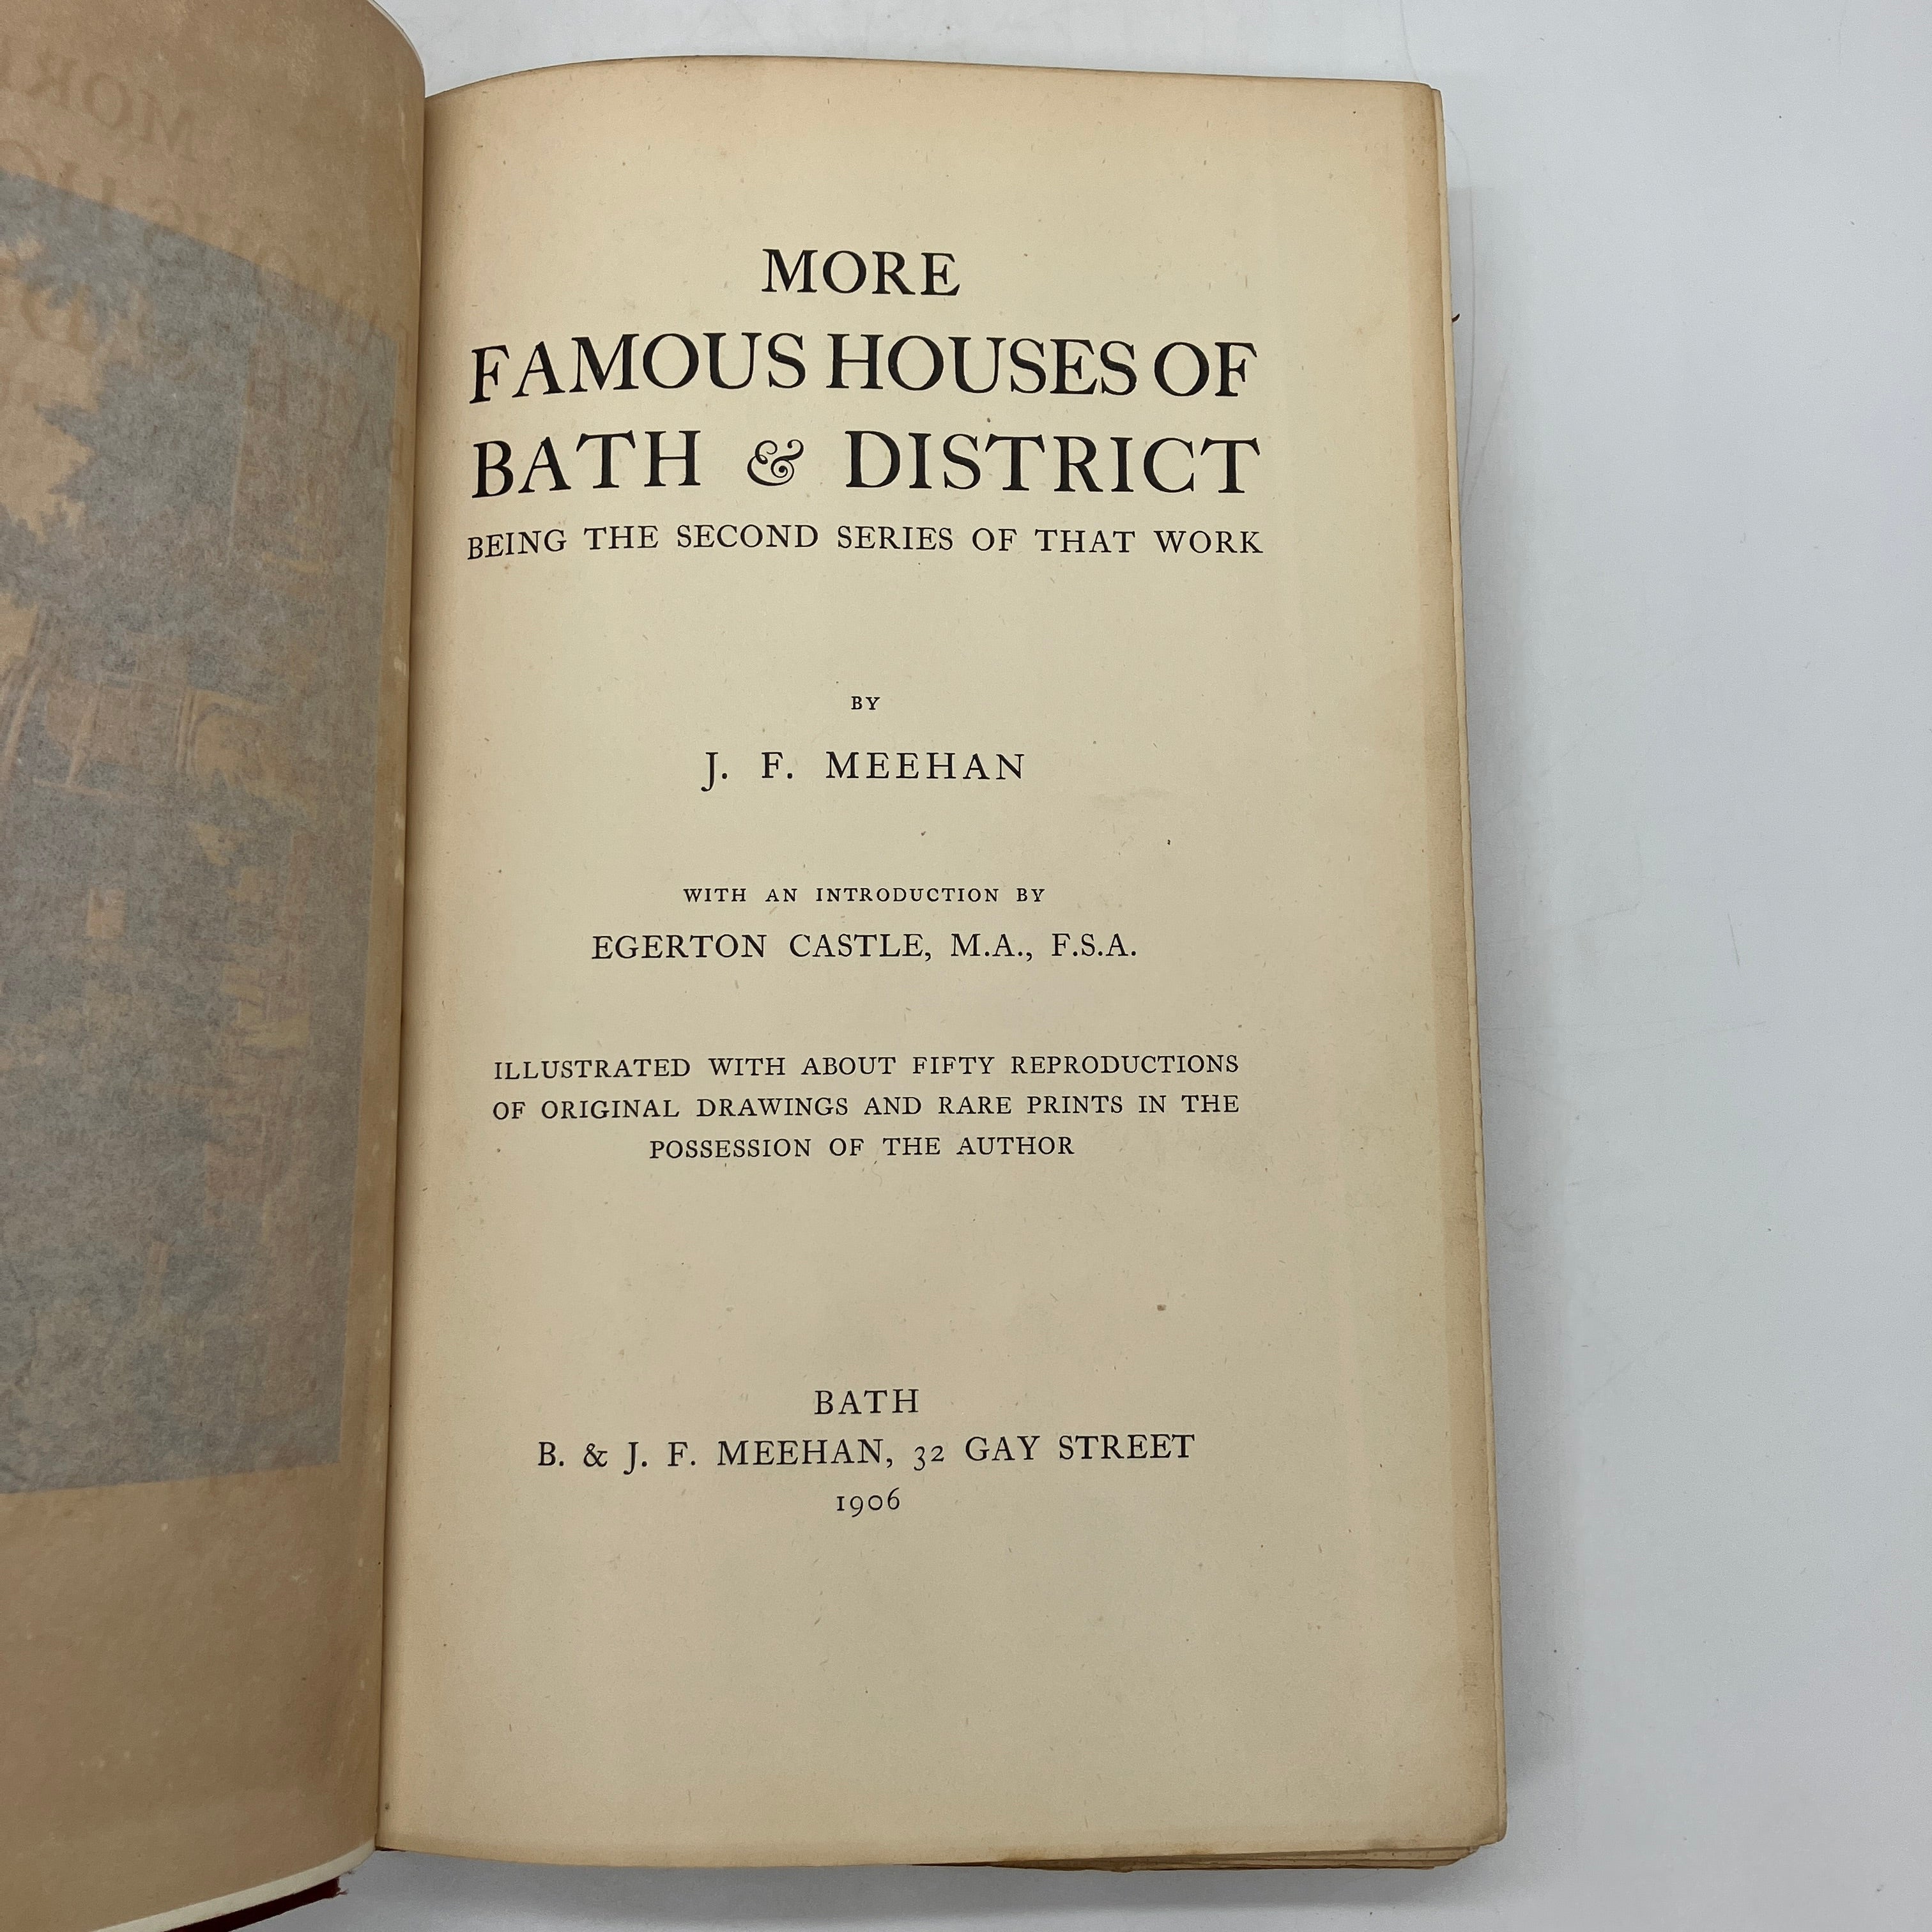 MORE
FAMOUS HOUSES OF
BATH & DISTRICT
BEING THE SECOND SERIES OF THAT WORK
BY
J. F. MEEHAN
WITH AN INTRODUCTION BY
EGERTON CASTLE, M.A., F.S.A.
ILLUSTRATED WITH ABOUT FIFTY REPRODUCTIONS
OF ORIGINAL DRAWINGS AND RARE PRINTS IN THE
POSSESSION OF THE AUTHOR
BATH
B. & J. F. MEEHAN, 32 GAY STREET
1906